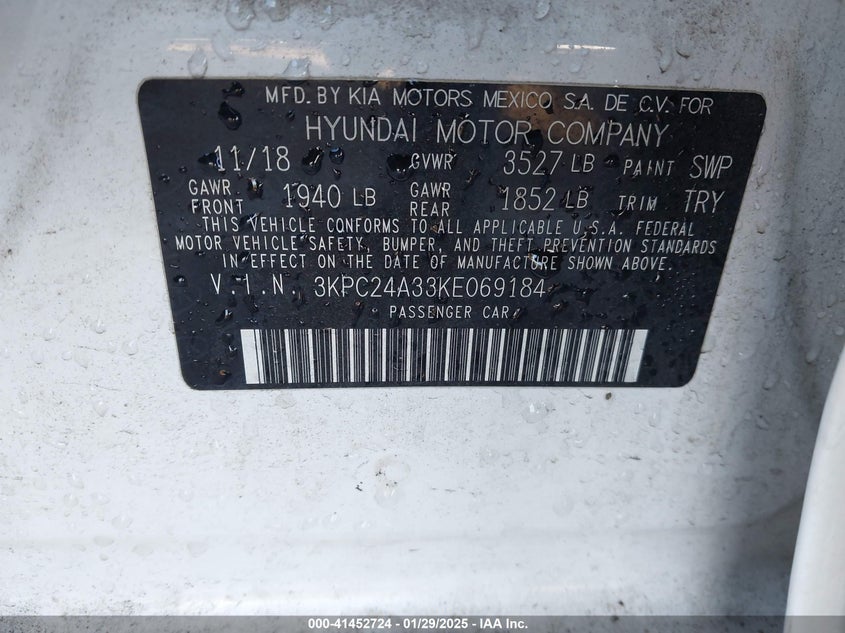 MFD. BY KIA MOTORS MEXICO S.A. DE C.V. FOR
HYUNDAI MOTOR COMPANY
11/18 GVWR 3527 LB PAINT SWP
GAWR FRONT 1940 LB GAWR REAR 1852 LB TRIM TRY
THIS VEHICLE CONFORMS TO ALL APPLICABLE U.S.A. FEDERAL
MOTOR VEHICLE SAFETY, BUMPER, AND THEFT PREVENTION STANDARDS
IN EFFECT ON THE DATE OF MANUFACTURE SHOWN ABOVE.
V.I.N. 3KPC24A33KE069184
PASSENGER CAR
000-41452724 — 01/29/2025 — IAA Inc.